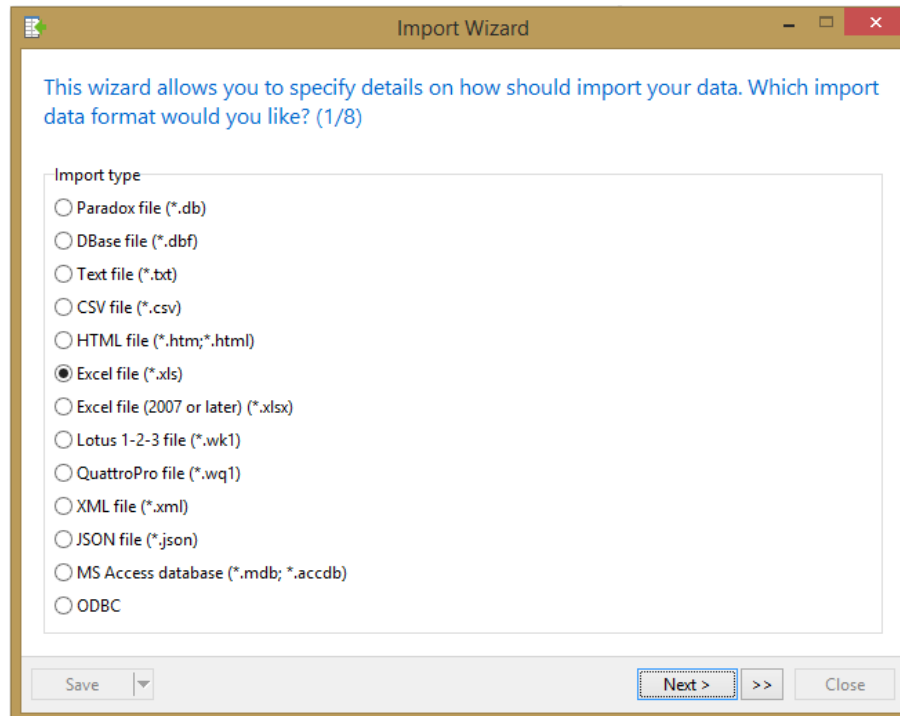 Import Wizard
This wizard allows you to specify details on how should import your data. Which import
data format would you like? (1/8)
Import type
Paradox file (*.db)
DBase file (*.dbf)
Text file (*.txt)
CSV file (*.csv)
HTML file (*.htm;*.html)
Excel file (*.xls)
Excel file (2007 or later) (*.xlsx)
Lotus 1-2-3 file (*.wk1)
QuattroPro file (*.wq1)
XML file (*.xml)
JSON file (*.json)
MS Access database (*.mdb; *.accdb)
ODBC
Save Next > >> Close